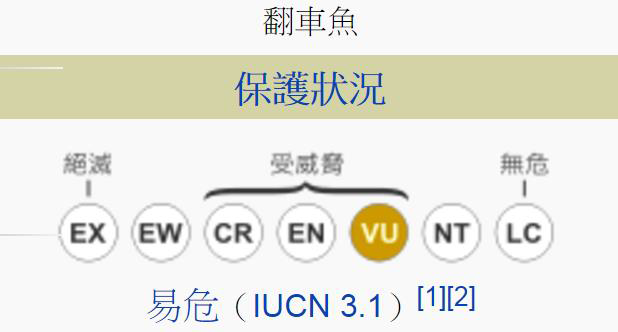 翻車魚
保護狀況
絕滅 受威脅 無危
EX EW CR EN VU NT LC
易危（IUCN 3.1）[1][2]